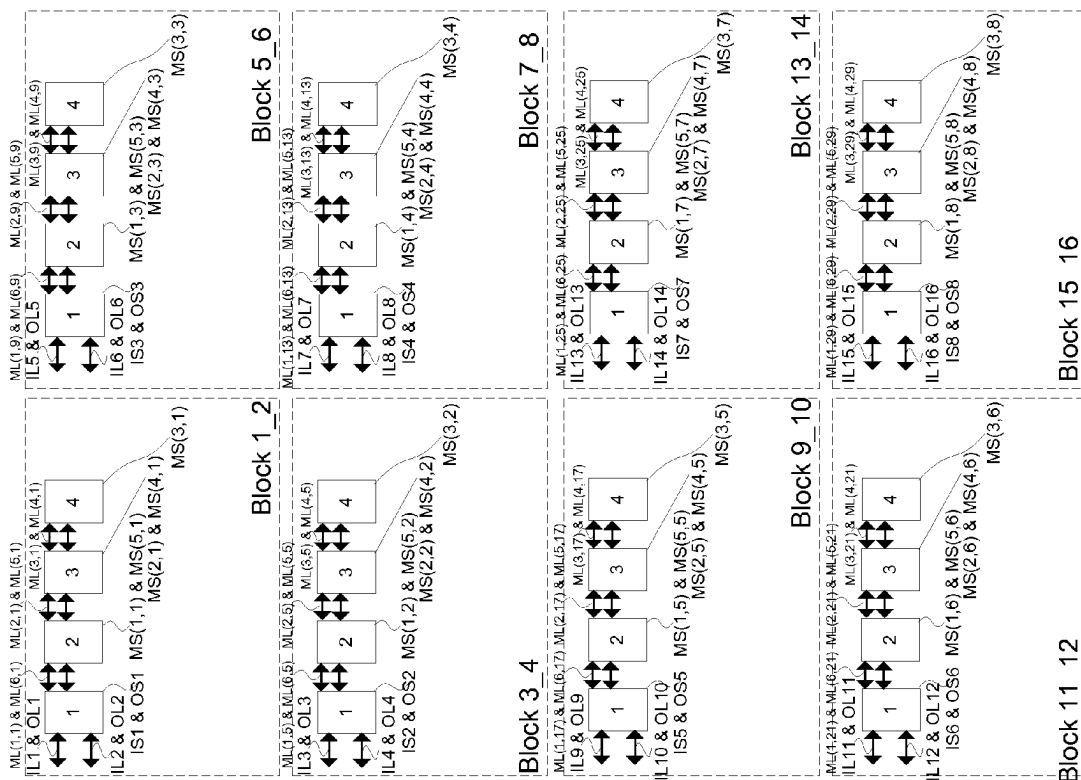 ML(1,1) & ML(6,1)
ML(2,1) & ML(5,1)
ML(3,1) & ML(4,1)
IL1 & OL1
1
2
3
4
IL2 & OL2
IS1 & OS1
MS(1,1) & MS(5,1)
MS(2,1) & MS(4,1)
MS(3,1)
Block 1_2
ML(1,9) & ML(6,9)
ML(2,9) & ML(5,9)
ML(3,9) & ML(4,9)
IL5 & OL5
1
2
3
4
IL6 & OL6
IS3 & OS3
MS(1,3) & MS(5,3)
MS(2,3) & MS(4,3)
MS(3,3)
Block 5_6
ML(1,5) & ML(6,5)
ML(2,5) & ML(5,5)
ML(3,5) & ML(4,5)
IL3 & OL3
1
2
3
4
IL4 & OL4
IS2 & OS2
MS(1,2) & MS(5,2)
MS(2,2) & MS(4,2)
MS(3,2)
Block 3_4
ML(1,13) & ML(6,13)
ML(2,13) & ML(5,13)
ML(3,13) & ML(4,13)
IL7 & OL7
1
2
3
4
IL8 & OL8
IS4 & OS4
MS(1,4) & MS(5,4)
MS(2,4) & MS(4,4)
MS(3,4)
Block 7_8
ML(1,17) & ML(6,17)
ML(2,17) & ML(5,17)
ML(3,17) & ML(4,17)
IL9 & OL9
1
2
3
4
IL10 & OL10
IS5 & OS5
MS(1,5) & MS(5,5)
MS(2,5) & MS(4,5)
MS(3,5)
Block 9_10
ML(1,25) & ML(6,25)
ML(2,25) & ML(5,25)
ML(3,25) & ML(4,25)
IL13 & OL13
1
2
3
4
IL14 & OL14
IS7 & OS7
MS(1,7) & MS(5,7)
MS(2,7) & MS(4,7)
MS(3,7)
Block 13_14
ML(1,21) & ML(6,21)
ML(2,21) & ML(5,21)
ML(3,21) & ML(4,21)
IL11 & OL11
1
2
3
4
IL12 & OL12
IS6 & OS6
MS(1,6) & MS(5,6)
MS(2,6) & MS(4,6)
MS(3,6)
Block 11 12
ML(1,29) & ML(6,29)
ML(2,29) & ML(5,29)
ML(3,29) & ML(4,29)
IL15 & OL15
1
2
3
4
IL16 & OL16
IS8 & OS8
MS(1,8) & MS(5,8)
MS(2,8) & MS(4,8)
MS(3,8)
Block 15 16